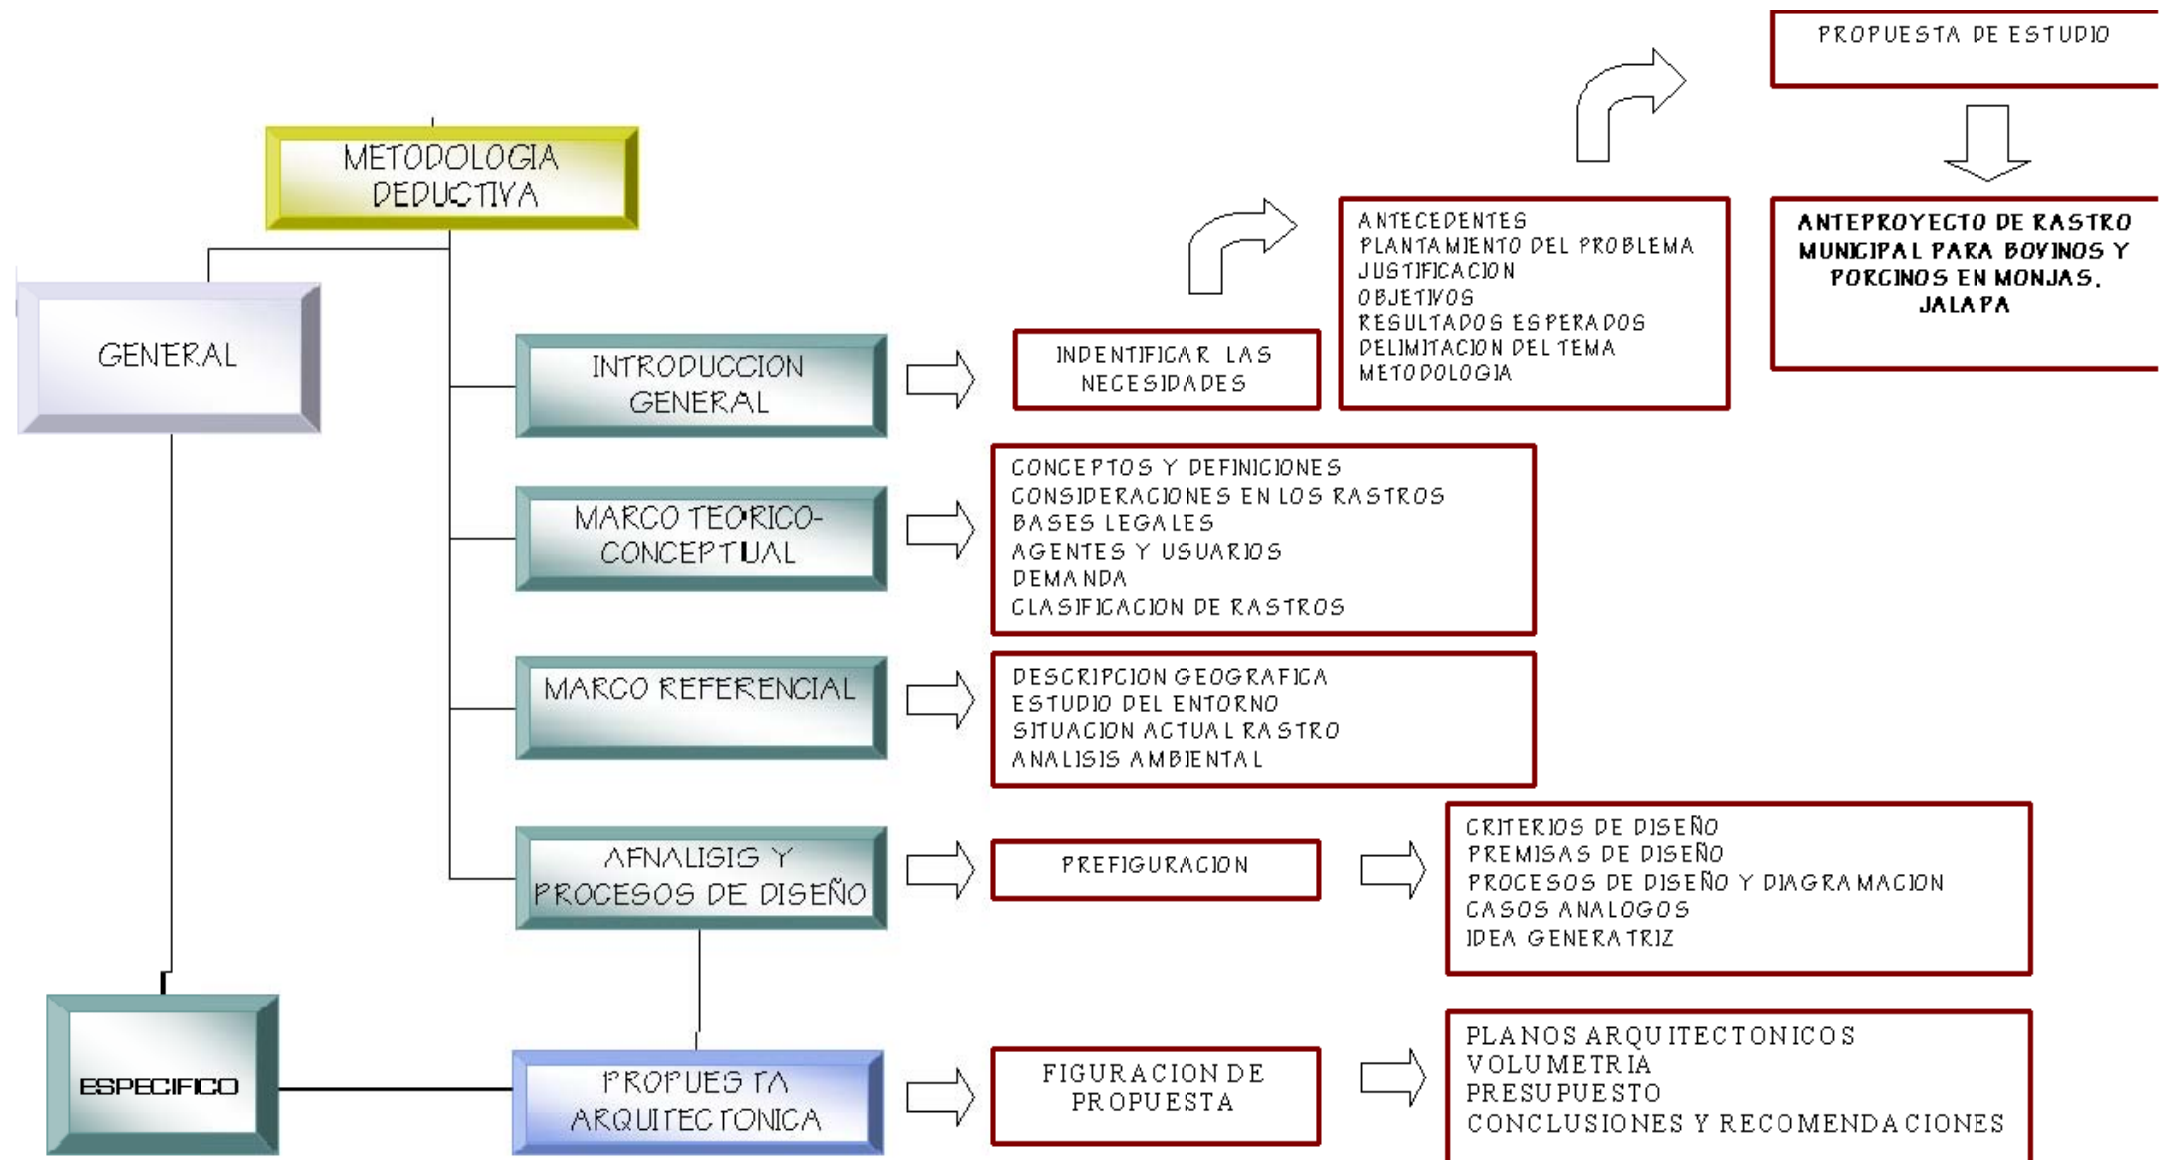 PROPUESTA DE ESTUDIO
METODOLOGIA
DEDUCTIVA
ANTECEDENTES
PLANTAMIENTO DEL PROBLEMA
JUSTIFICACION
OBJETIVOS
RESULTADOS ESPERADOS
DELIMITACION DEL TEMA
METODOLOGIA
ANTEPROYECTO DE RASTRO
MUNICIPAL PARA BOVINOS Y
PORCINOS EN MONJAS,
JALAPA
GENERAL
INTRODUCCION
GENERAL
INDENTIFICAR LAS
NECESIDADES
MARCO TEORICO-
CONCEPTUAL
CONCEPTOS Y DEFINICIONES
CONSIDERACIONES EN LOS RASTROS
BASES LEGALES
AGENTES Y USUARIOS
DEMANDA
CLASIFICACION DE RASTROS
MARCO REFERENCIAL
DESCRIPCION GEOGRAFICA
ESTUDIO DEL ENTORNO
SITUACION ACTUAL RASTRO
ANALISIS AMBIENTAL
AFNALISIS Y
PROCESOS DE DISEÑO
PREFIGURACION
CRITERIOS DE DISEÑO
PREMISAS DE DISEÑO
PROCESOS DE DISEÑO Y DIAGRAMACION
CASOS ANALOGOS
IDEA GENERATRIZ
ESPECIFICO
PROPUESTA
ARQUITECTONICA
FIGURACION DE
PROPUESTA
PLANOS ARQUITECTONICOS
VOLUMETRIA
PRESUPUESTO
CONCLUSIONES Y RECOMENDACIONES